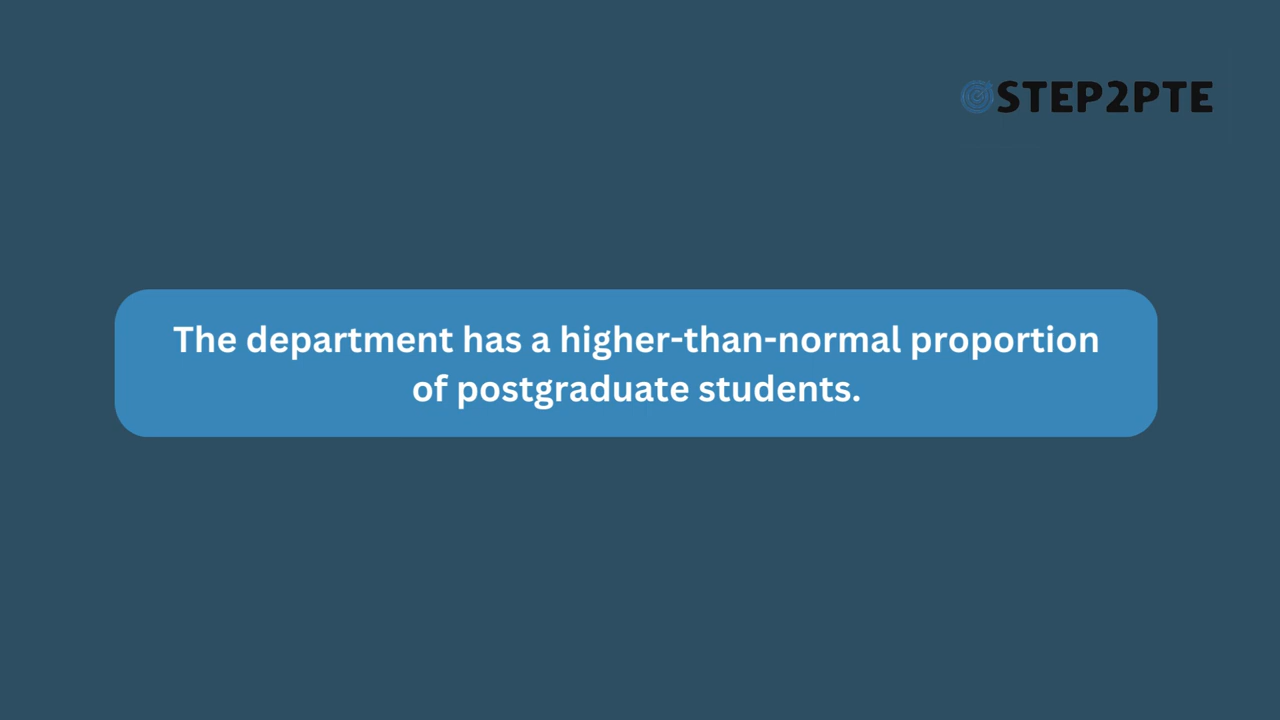 STEP2PTE
The department has a higher-than-normal proportion
of postgraduate students.